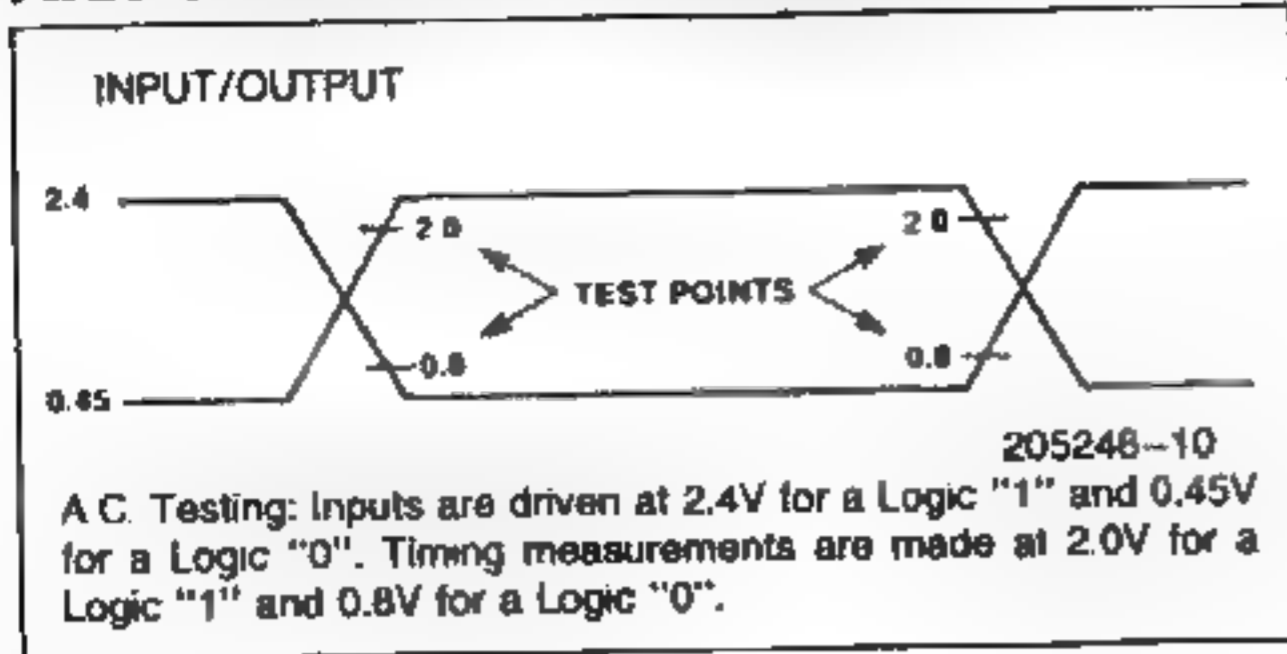 INPUT/OUTPUT
2.4
2.0 2.0
TEST POINTS
0.8 0.8
0.45
205248-10
A.C. Testing: Inputs are driven at 2.4V for a Logic "1" and 0.45V
for a Logic "0". Timing measurements are made at 2.0V for a
Logic "1" and 0.8V for a Logic "0".